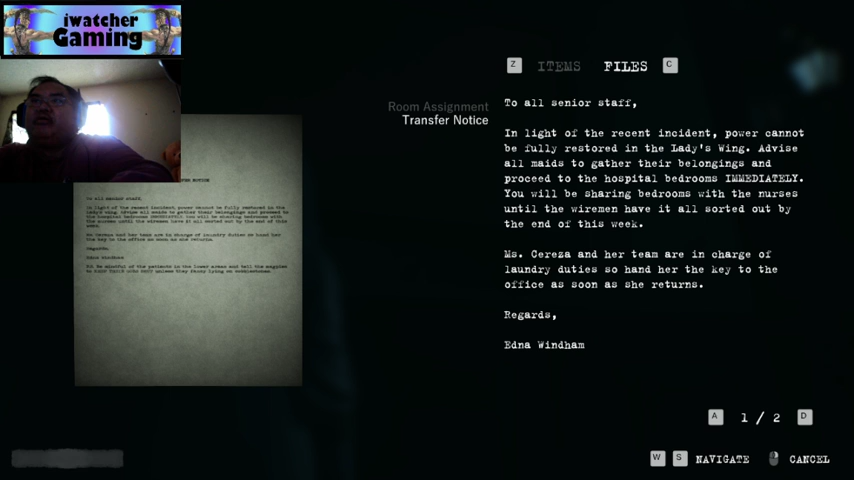 iwatcher
Gaming
Z ITEMS FILES C
Room Assignment
Transfer Notice
To all senior staff,
In light of the recent incident, power cannot
be fully restored in the Lady's Wing. Advise
all maids to gather their belongings and
proceed to the hospital bedrooms IMMEDIATELY.
You will be sharing bedrooms with the nurses
until the wiremen have it all sorted out by
the end of this week.
Ms. Cereza and her team are in charge of
laundry duties so hand her the key to the
office as soon as she returns.
Regards,
Edna Windham
A 1 / 2 D
W S NAVIGATE CANCEL